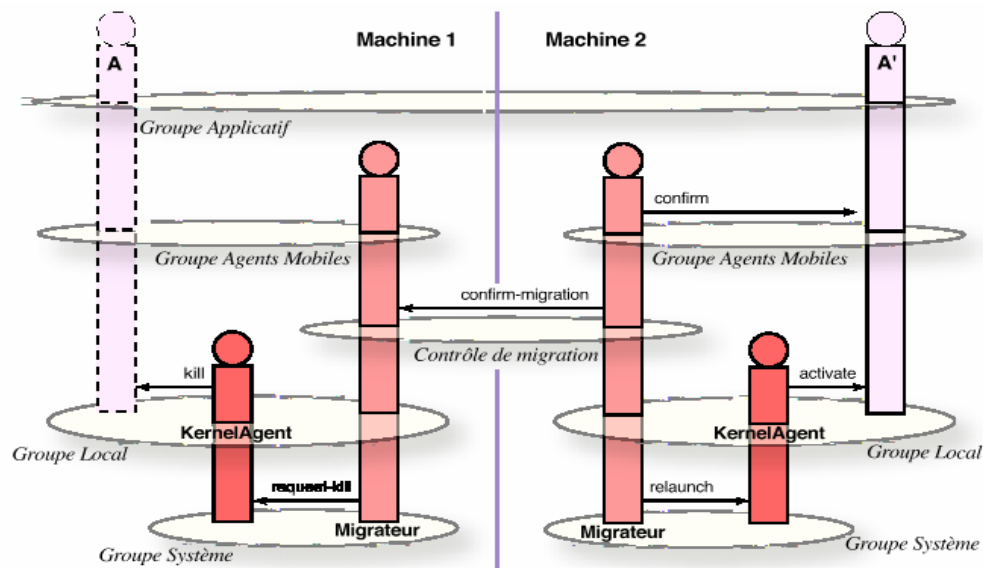 Machine 1
Machine 2
A
A'
Groupe Applicatif
confirm
Groupe Agents Mobiles
Groupe Agents Mobiles
confirm-migration
Contrôle de migration
kill
activate
KernelAgent
KernelAgent
Groupe Local
Groupe Local
request-kill
relaunch
Migrateur
Migrateur
Groupe Système
Groupe Système